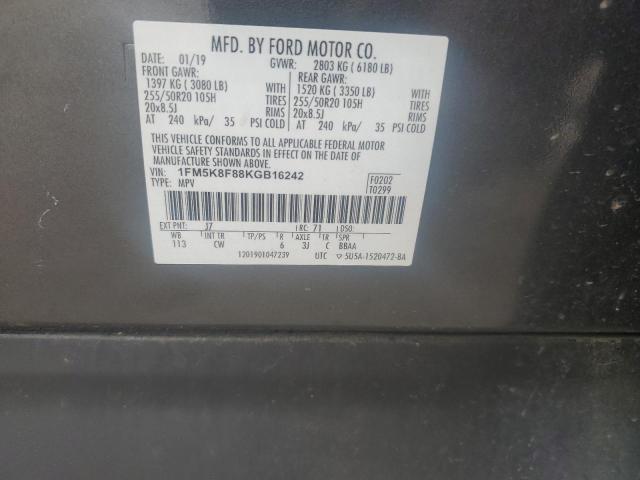 MFD. BY FORD MOTOR CO.
DATE: 01/19 GVWR: 2803 KG ( 6180 LB)
FRONT GAWR: REAR GAWR:
1397 KG ( 3080 LB) WITH 1520 KG ( 3350 LB) WITH
255/50R20 105H TIRES 255/50R20 105H TIRES
20x8.5J RIMS 20x8.5J RIMS
AT 240 kPa/ 35 PSI COLD AT 240 kPa/ 35 PSI COLD
THIS VEHICLE CONFORMS TO ALL APPLICABLE FEDERAL MOTOR
VEHICLE SAFETY STANDARDS IN EFFECT ON THE DATE OF
MANUFACTURE SHOWN ABOVE.
VIN: 1FM5K8F88KGB16242 F0202
TYPE: MPV T0299
EXT PNT: J7 RC: 71 DSO:
WB INT TR TP/PS R AXLE TR SPR
113 CW 6 3J C BBAA
1201901047239 UTC ▽ 5U5A-1520472-BA